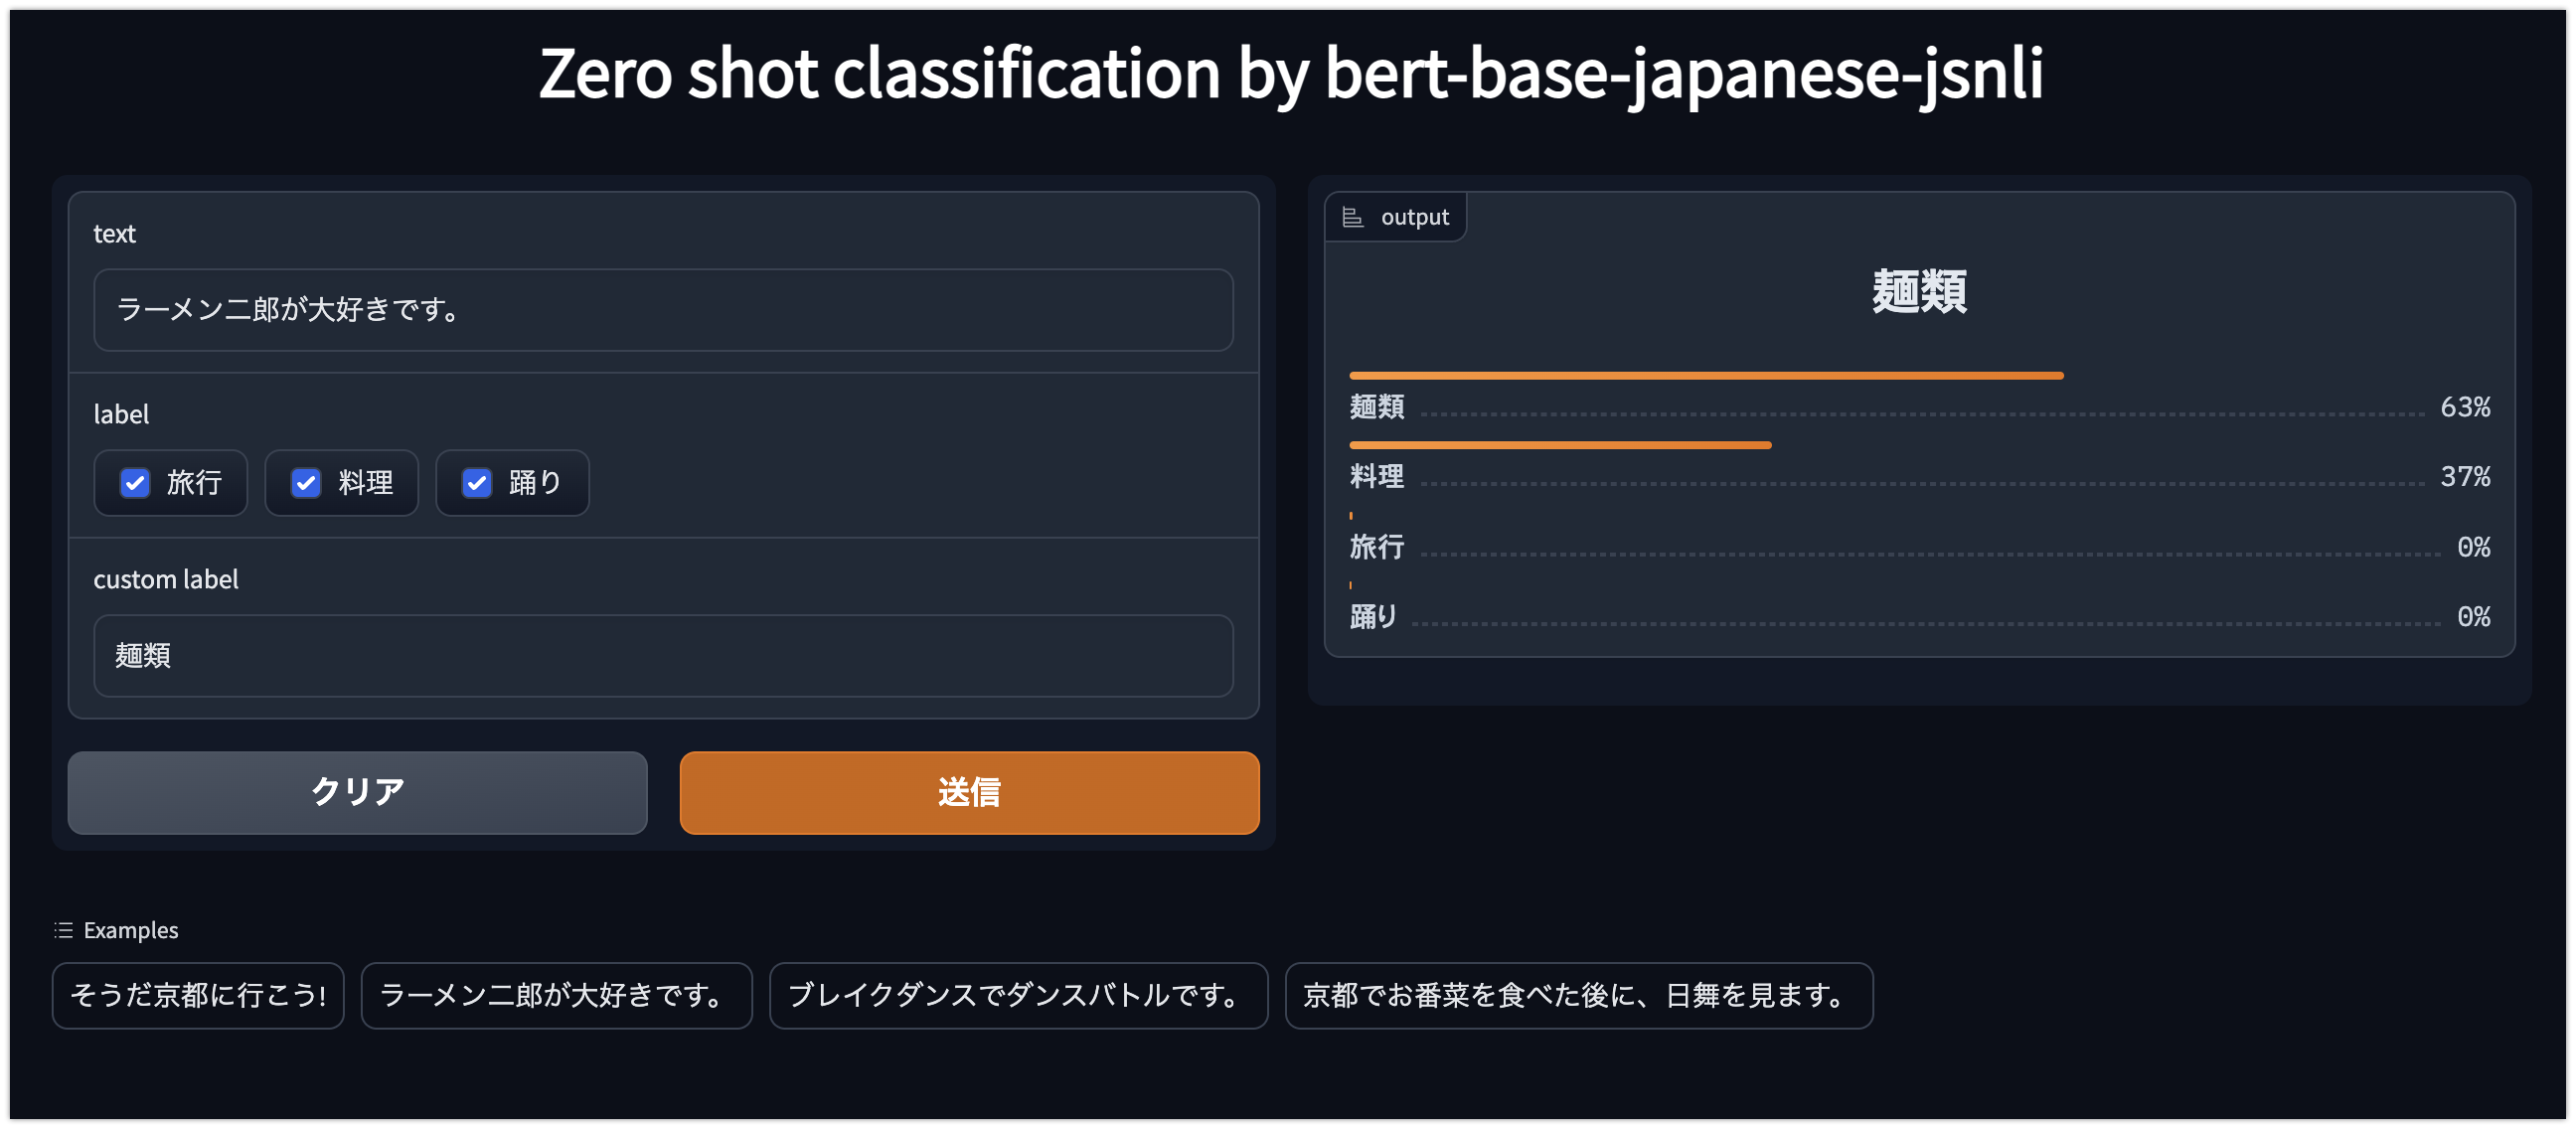 Zero shot classification by bert-base-japanese-jsnli
text
ラーメン二郎が大好きです。
label
旅行 料理 踊り
custom label
麺類
クリア 送信
output
麺類
麺類 63%
料理 37%
旅行 0%
踊り 0%
Examples
そうだ京都に行こう! ラーメン二郎が大好きです。 ブレイクダンスでダンスバトルです。 京都でお番菜を食べた後に、日舞を見ます。